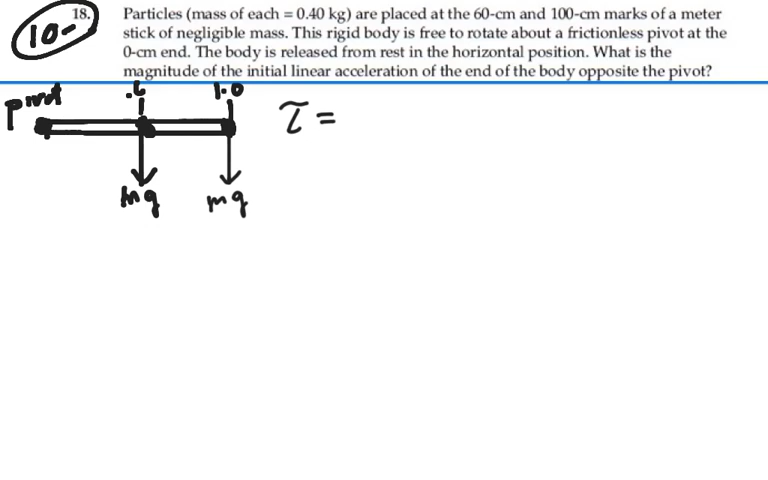 10-
18.
Particles (mass of each = 0.40 kg) are placed at the 60-cm and 100-cm marks of a meter
stick of negligible mass. This rigid body is free to rotate about a frictionless pivot at the
0-cm end. The body is released from rest in the horizontal position. What is the
magnitude of the initial linear acceleration of the end of the body opposite the pivot?
Pivot .6 1.0
τ =
mg mg